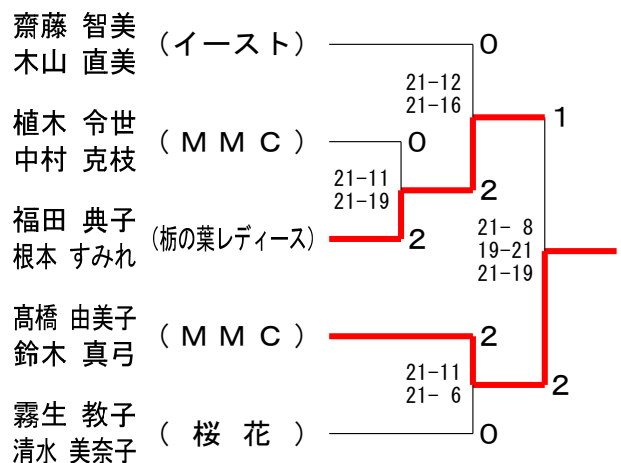 齋藤 智美
木山 直美
(イースト)
0
21-12
21-16
植木 令世
中村 克枝
(ＭＭＣ)
0
21-11
21-19
2
1
福田 典子
根本 すみれ
(栃の葉レディース)
2
21- 8
19-21
21-19
髙橋 由美子
鈴木 真弓
(ＭＭＣ)
2
21-11
21- 6
2
霧生 教子
清水 美奈子
(桜花)
0